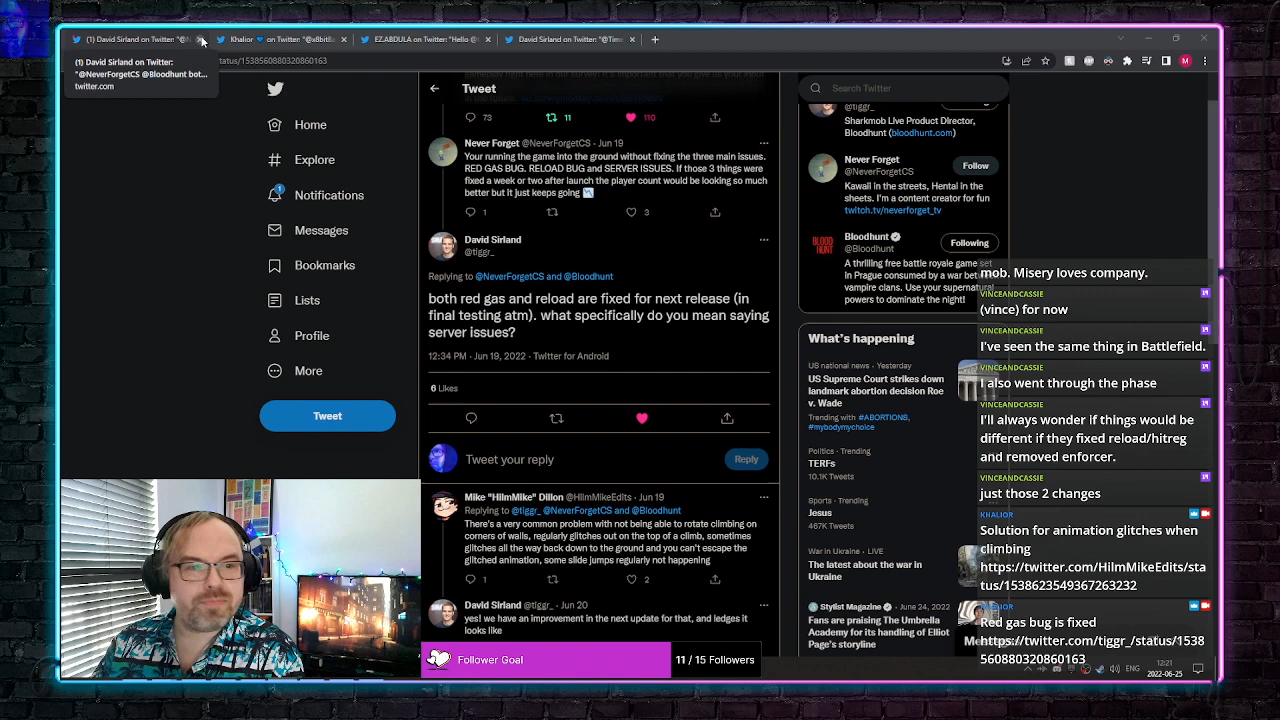 (1) David Sirland on Twitter: "@N
Khalior 💙 on Twitter: "@x8bitBa
EZ.ABDULA on Twitter: "Hello @t
David Sirland on Twitter: "@Time
(1) David Sirland on Twitter:
"@NeverForgetCS @Bloodhunt bot...
twitter.com
tatus/1538560880320860163
Tweet
Search Twitter
Home
Explore
1
Notifications
Messages
Bookmarks
Lists
Profile
More
Tweet
73
11
110
Never Forget @NeverForgetCS · Jun 19
Your running the game into the ground without fixing the three main issues.
RED GAS BUG. RELOAD BUG and SERVER ISSUES. If those 3 things were
fixed a week or two after launch the player count would be looking so much
better but it just keeps going 📉
1
3
David Sirland
@tiggr_
Replying to @NeverForgetCS and @Bloodhunt
both red gas and reload are fixed for next release (in
final testing atm). what specifically do you mean saying
server issues?
12:34 PM · Jun 19, 2022 · Twitter for Android
6 Likes
Tweet your reply
Reply
Mike "HilmMike" Dillon @HIlmMikeEdits · Jun 19
Replying to @tiggr_ @NeverForgetCS and @Bloodhunt
There's a very common problem with not being able to rotate climbing on
corners of walls, regularly glitches out on the top of a climb, sometimes
glitches all the way back down to the ground and you can't escape the
glitched animation, some slide jumps regularly not happening
1
2
David Sirland @tiggr_ · Jun 20
yes! we have an improvement in the next update for that, and ledges it
looks like
Follower Goal
11 / 15 Followers
@tiggr_
Sharkmob Live Product Director,
Bloodhunt (bloodhunt.com)
Never Forget
@NeverForgetCS
Follow
Kawaii in the streets, Hentai in the
sheets. I'm a content creator for fun
twitch.tv/neverforget_tv
BLOOD
HUNT
Bloodhunt
@Bloodhunt
Following
A thrilling free battle royale game set
in Prague consumed by a war between
vampire clans. Use your supernatural
powers to dominate the night!
What's happening
US national news · Yesterday
US Supreme Court strikes down
landmark abortion decision Roe
v. Wade
Trending with #ABORTIONS,
#mybodymychoice
Politics · Trending
TERFs
10.1K Tweets
Sports · Trending
Jesus
467K Tweets
War in Ukraine · LIVE
The latest about the war in
Ukraine
Stylist Magazine · June 24, 2022
Fans are praising The Umbrella
Academy for its handling of Elliot
Page's storyline
mob. Misery loves company.
VINCEANDCASSIE
(vince) for now
VINCEANDCASSIE
I've seen the same thing in Battlefield.
VINCEANDCASSIE
I also went through the phase
VINCEANDCASSIE
I'll always wonder if things would be
different if they fixed reload/hitreg
and removed enforcer.
VINCEANDCASSIE
just those 2 changes
KHALIOR
Solution for animation glitches when
climbing
https://twitter.com/HilmMikeEdits/sta
tus/1538623549367263232
KHALIOR
Red gas bug is fixed
https://twitter.com/tiggr_/status/1538
560880320860163
ENG
12:21
2022-06-25